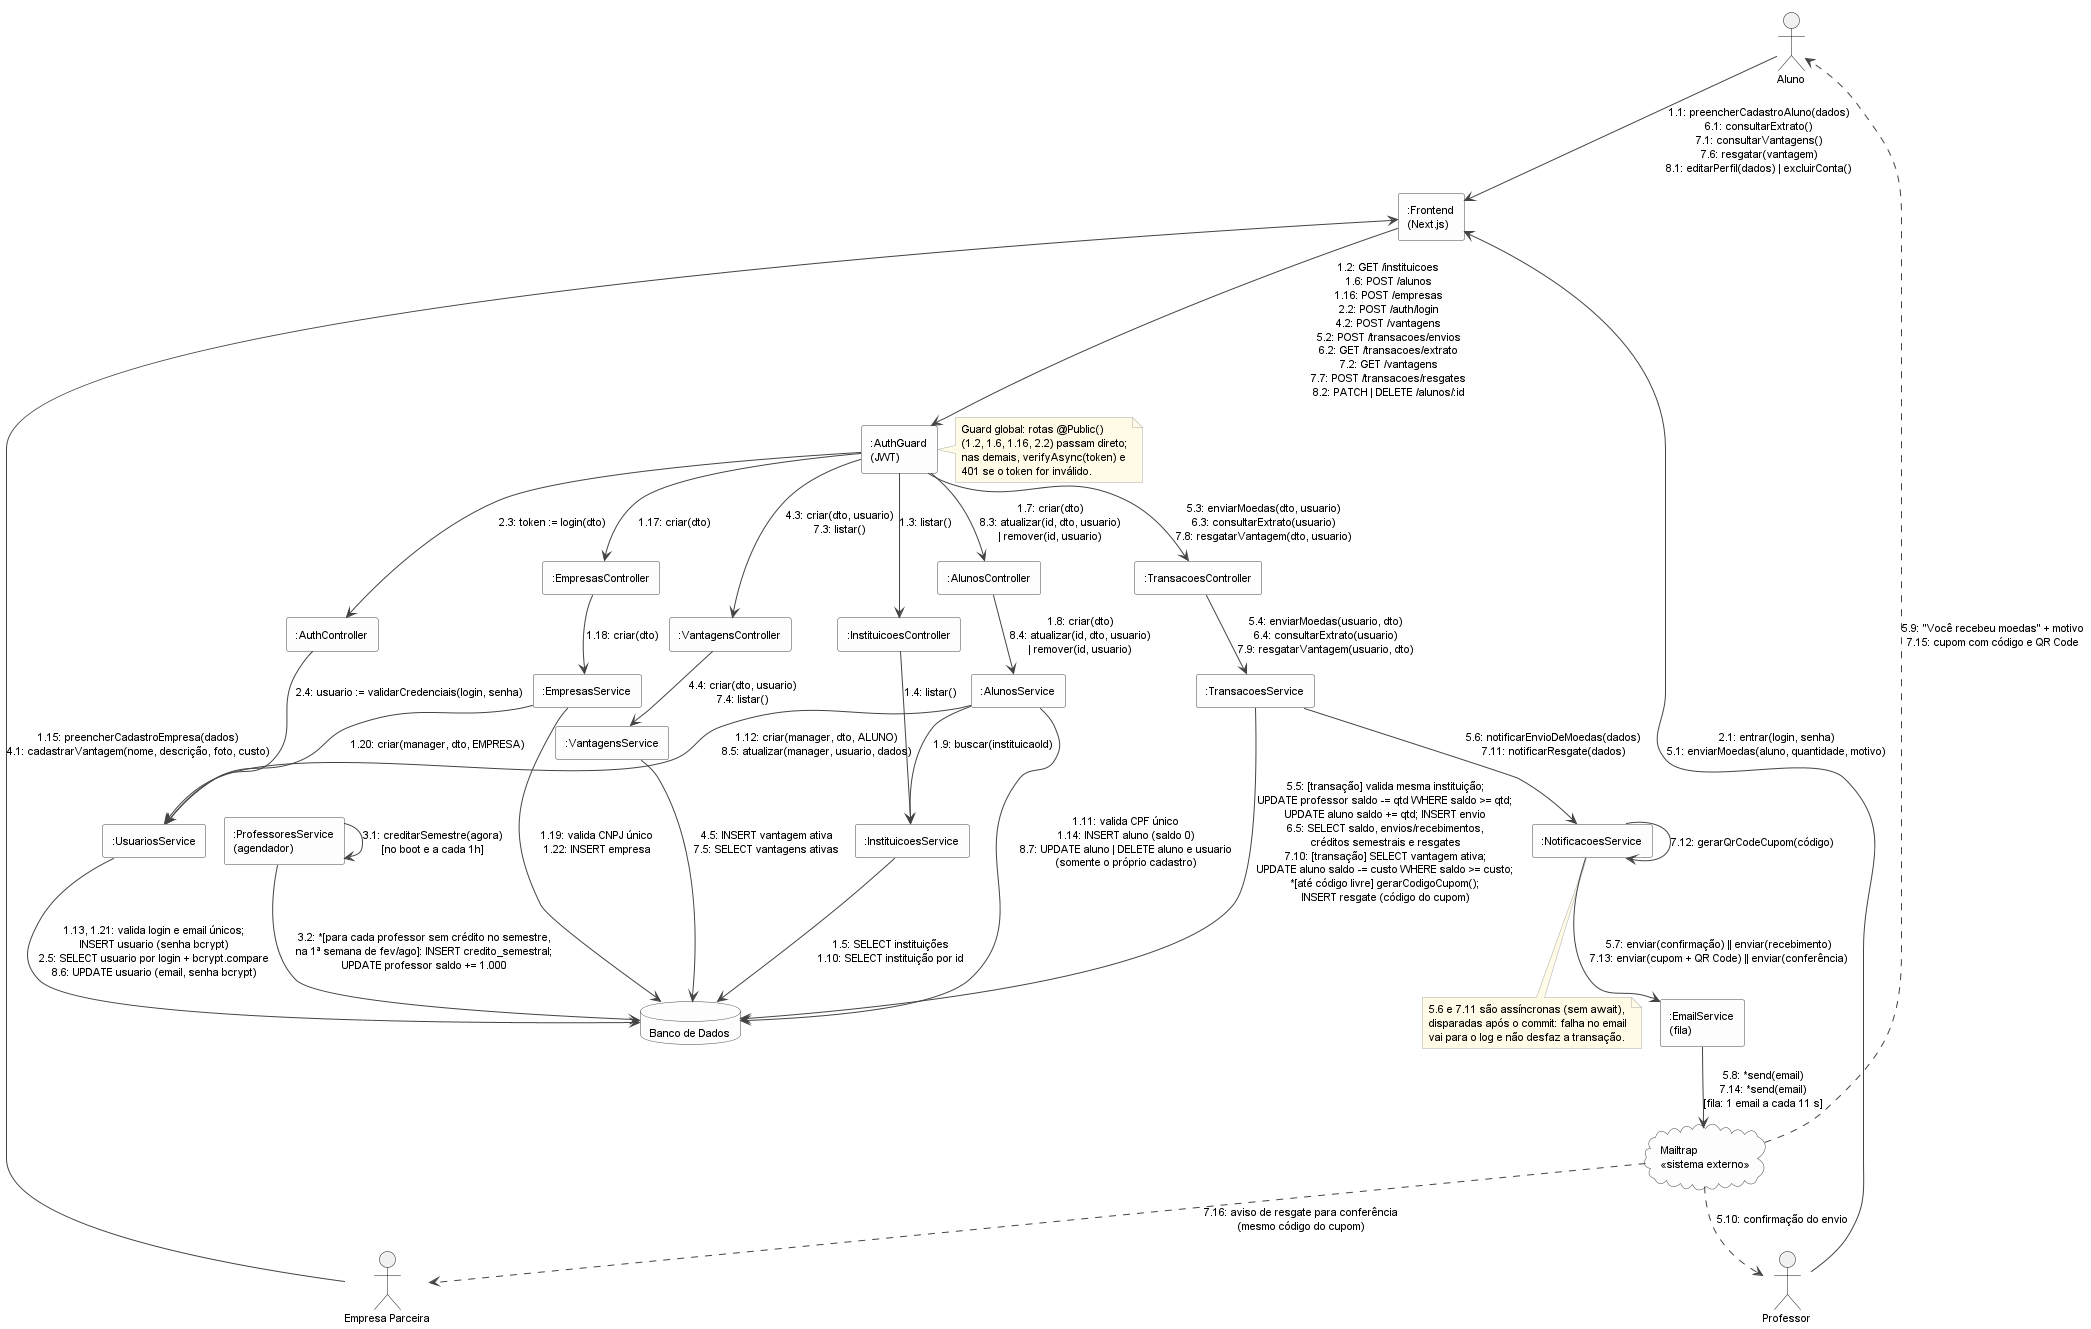 Aluno
1.1: preencherCadastroAluno(dados)
6.1: consultarExtrato()
7.1: consultarVantagens()
7.6: resgatar(vantagem)
8.1: editarPerfil(dados) | excluirConta()
:Frontend
(Next.js)
1.2: GET /instituicoes
1.6: POST /alunos
1.16: POST /empresas
2.2: POST /auth/login
4.2: POST /vantagens
5.2: POST /transacoes/envios
6.2: GET /transacoes/extrato
7.2: GET /vantagens
7.7: POST /transacoes/resgates
8.2: PATCH | DELETE /alunos/:id
:AuthGuard
(JWT)
Guard global: rotas @Public()
(1.2, 1.6, 1.16, 2.2) passam direto;
nas demais, verifyAsync(token) e
401 se o token for inválido.
2.3: token := login(dto)
1.17: criar(dto)
4.3: criar(dto, usuario)
7.3: listar()
1.3: listar()
1.7: criar(dto)
8.3: atualizar(id, dto, usuario)
| remover(id, usuario)
5.3: enviarMoedas(dto, usuario)
6.3: consultarExtrato(usuario)
7.8: resgatarVantagem(dto, usuario)
:EmpresasController
:AlunosController
:TransacoesController
:AuthController
:VantagensController
:InstituicoesController
1.18: criar(dto)
1.8: criar(dto)
8.4: atualizar(id, dto, usuario)
| remover(id, usuario)
5.4: enviarMoedas(usuario, dto)
6.4: consultarExtrato(usuario)
7.9: resgatarVantagem(usuario, dto)
5.9: "Você recebeu moedas" + motivo
7.15: cupom com código e QR Code
2.4: usuario := validarCredenciais(login, senha)
:EmpresasService
4.4: criar(dto, usuario)
7.4: listar()
1.4: listar()
:AlunosService
:TransacoesService
1.15: preencherCadastroEmpresa(dados)
4.1: cadastrarVantagem(nome, descrição, foto, custo)
1.20: criar(manager, dto, EMPRESA)
:VantagensService
1.12: criar(manager, dto, ALUNO)
8.5: atualizar(manager, usuario, dados)
1.9: buscar(instituicaoId)
5.6: notificarEnvioDeMoedas(dados)
7.11: notificarResgate(dados)
2.1: entrar(login, senha)
5.1: enviarMoedas(aluno, quantidade, motivo)
:UsuariosService
:ProfessoresService
(agendador)
3.1: creditarSemestre(agora)
[no boot e a cada 1h]
1.19: valida CNPJ único
1.22: INSERT empresa
4.5: INSERT vantagem ativa
7.5: SELECT vantagens ativas
:InstituicoesService
1.11: valida CPF único
1.14: INSERT aluno (saldo 0)
8.7: UPDATE aluno | DELETE aluno e usuario
(somente o próprio cadastro)
5.5: [transação] valida mesma instituição;
UPDATE professor saldo -= qtd WHERE saldo >= qtd;
UPDATE aluno saldo += qtd; INSERT envio
6.5: SELECT saldo, envios/recebimentos,
créditos semestrais e resgates
7.10: [transação] SELECT vantagem ativa;
UPDATE aluno saldo -= custo WHERE saldo >= custo;
*[até código livre] gerarCodigoCupom();
INSERT resgate (código do cupom)
:NotificacoesService
7.12: gerarQrCodeCupom(código)
1.13, 1.21: valida login e email únicos;
INSERT usuario (senha bcrypt)
2.5: SELECT usuario por login + bcrypt.compare
8.6: UPDATE usuario (email, senha bcrypt)
3.2: *[para cada professor sem crédito no semestre,
na 1ª semana de fev/ago]: INSERT credito_semestral;
UPDATE professor saldo += 1.000
1.5: SELECT instituições
1.10: SELECT instituição por id
5.7: enviar(confirmação) || enviar(recebimento)
7.13: enviar(cupom + QR Code) || enviar(conferência)
Banco de Dados
5.6 e 7.11 são assíncronas (sem await),
disparadas após o commit: falha no email
vai para o log e não desfaz a transação.
:EmailService
(fila)
5.8: *send(email)
7.14: *send(email)
[fila: 1 email a cada 11 s]
Mailtrap
«sistema externo»
7.16: aviso de resgate para conferência
(mesmo código do cupom)
5.10: confirmação do envio
Empresa Parceira
Professor